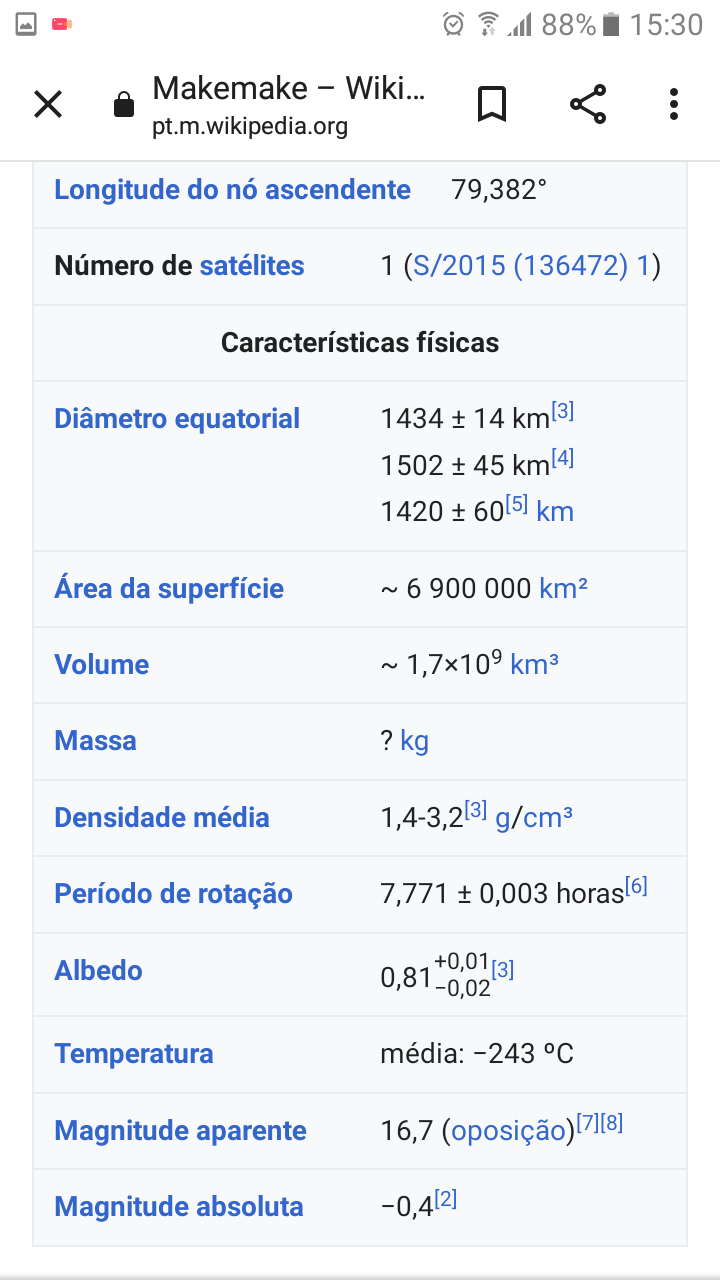 88% 15:30
Makemake – Wiki...
pt.m.wikipedia.org
Longitude do nó ascendente 79,382°
Número de satélites 1 (S/2015 (136472) 1)
Características físicas
Diâmetro equatorial 1434 ± 14 km[3]
1502 ± 45 km[4]
1420 ± 60[5] km
Área da superfície ~ 6 900 000 km²
Volume ~ 1,7×10⁹ km³
Massa ? kg
Densidade média 1,4-3,2[3] g/cm³
Período de rotação 7,771 ± 0,003 horas[6]
Albedo 0,81 +0,01 −0,02[3]
Temperatura média: −243 ºC
Magnitude aparente 16,7 (oposição)[7][8]
Magnitude absoluta −0,4[2]